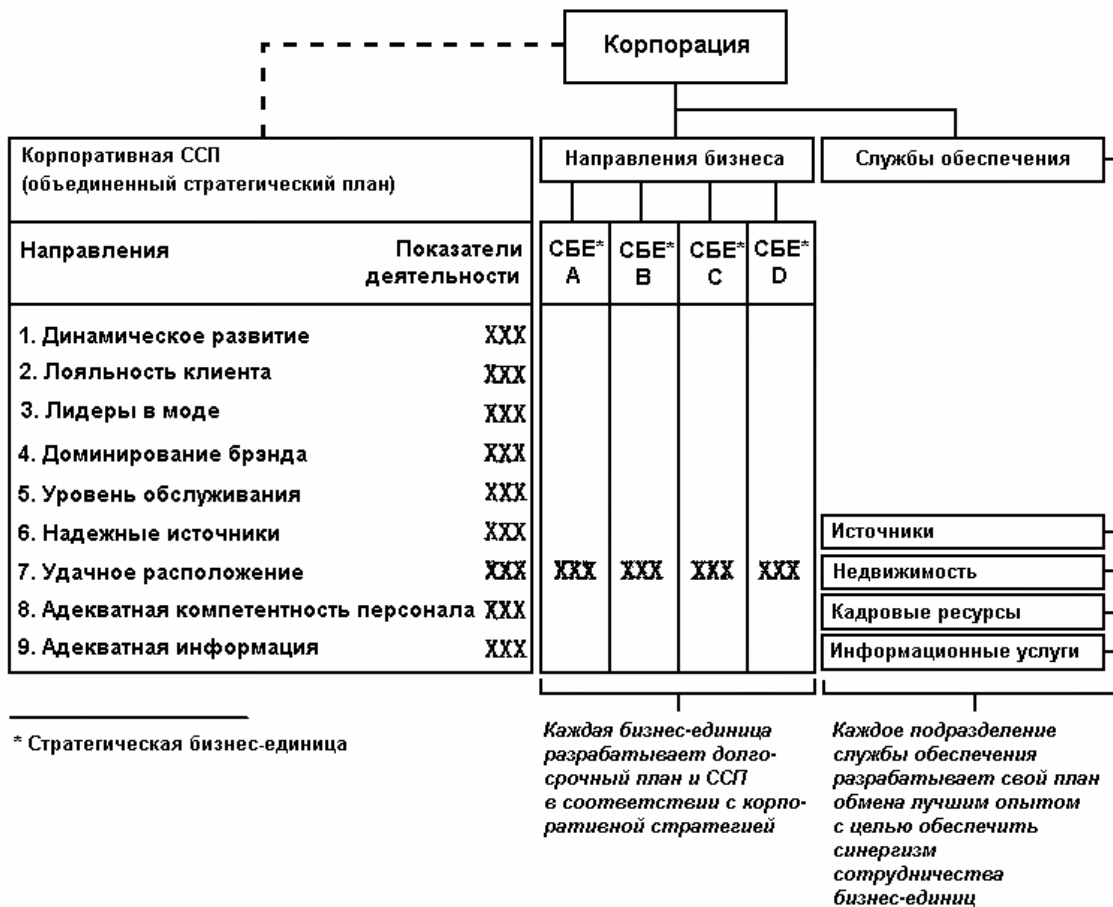 Корпорация
Корпоративная ССП
(объединенный стратегический план)
Направления бизнеса
Службы обеспечения
Направления
Показатели
деятельности
СБЕ*
A
СБЕ*
B
СБЕ*
C
СБЕ*
D
1. Динамическое развитие XXX
2. Лояльность клиента XXX
3. Лидеры в моде XXX
4. Доминирование брэнда XXX
5. Уровень обслуживания XXX
6. Надежные источники XXX
Источники
7. Удачное расположение XXX XXX XXX XXX XXX
Недвижимость
8. Адекватная компетентность персонала XXX
Кадровые ресурсы
9. Адекватная информация XXX
Информационные услуги
* Стратегическая бизнес-единица
Каждая бизнес-единица
разрабатывает долго-
срочный план и ССП
в соответствии с корпо-
ративной стратегией
Каждое подразделение
службы обеспечения
разрабатывает свой план
обмена лучшим опытом
с целью обеспечить
синергизм
сотрудничества
бизнес-единиц